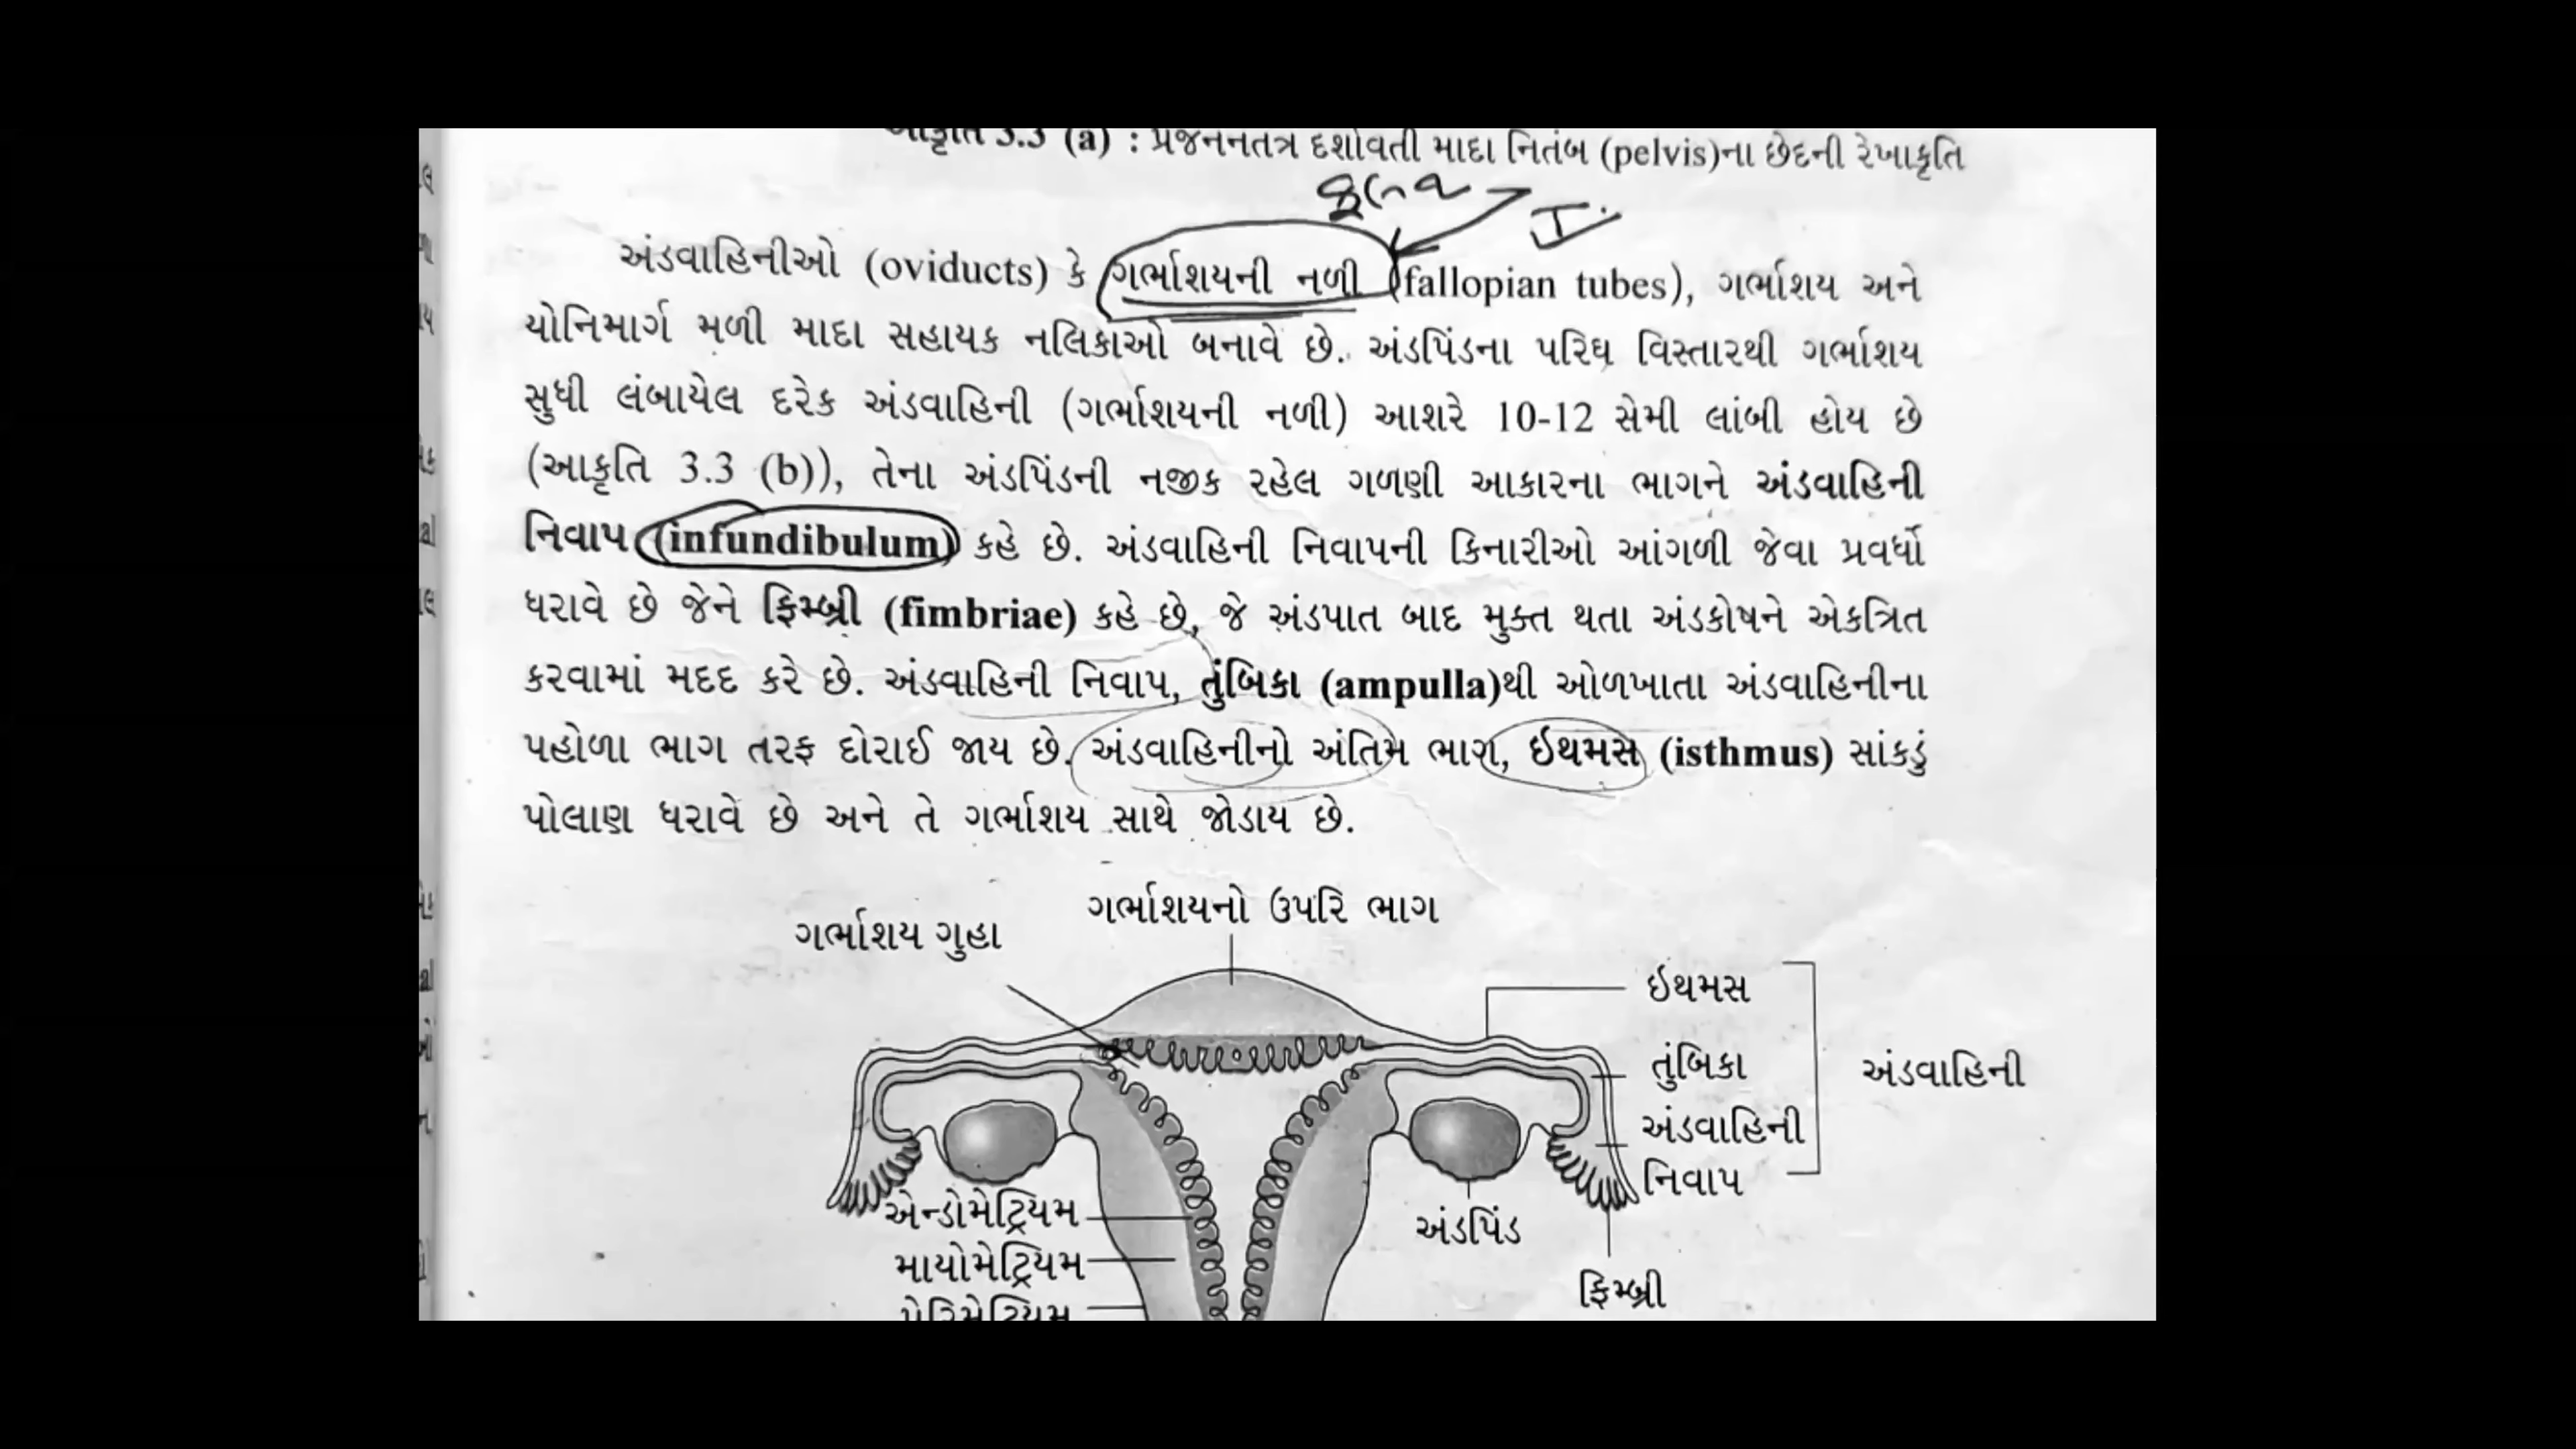 આકૃતિ 3.3 (a) : પ્રજનનતંત્ર દર્શાવતી માદા નિતંબ (pelvis)ના છેદની રેખાકૃતિ
અંડવાહિનીઓ (oviducts) કે ગર્ભાશયની નળી (fallopian tubes), ગર્ભાશય અને
યોનિમાર્ગ મળી માદા સહાયક નલિકાઓ બનાવે છે. અંડપિંડના પરિઘ વિસ્તારથી ગર્ભાશય
સુધી લંબાયેલ દરેક અંડવાહિની (ગર્ભાશયની નળી) આશરે 10-12 સેમી લાંબી હોય છે
(આકૃતિ 3.3 (b)), તેના અંડપિંડની નજીક રહેલ ગળણી આકારના ભાગને અંડવાહિની
નિવાપ (infundibulum) કહે છે. અંડવાહિની નિવાપની કિનારીઓ આંગળી જેવા પ્રવર્ધો
ધરાવે છે જેને ફિમ્બ્રી (fimbriae) કહે છે, જે અંડપાત બાદ મુક્ત થતા અંડકોષને એકત્રિત
કરવામાં મદદ કરે છે. અંડવાહિની નિવાપ, તુંબિકા (ampulla)થી ઓળખાતા અંડવાહિનીના
પહોળા ભાગ તરફ દોરાઈ જાય છે. અંડવાહિનીનો અંતિમ ભાગ, ઇથમસ (isthmus) સાંકડું
પોલાણ ધરાવે છે અને તે ગર્ભાશય સાથે જોડાય છે.
ગર્ભાશયનો ઉપરિ ભાગ
ગર્ભાશય ગુહા
ઇથમસ
તુંબિકા
અંડવાહિની
અંડવાહિની
નિવાપ
એન્ડોમેટ્રિયમ
અંડપિંડ
માયોમેટ્રિયમ
ફિમ્બ્રી
પેરિમેટ્રિયમ